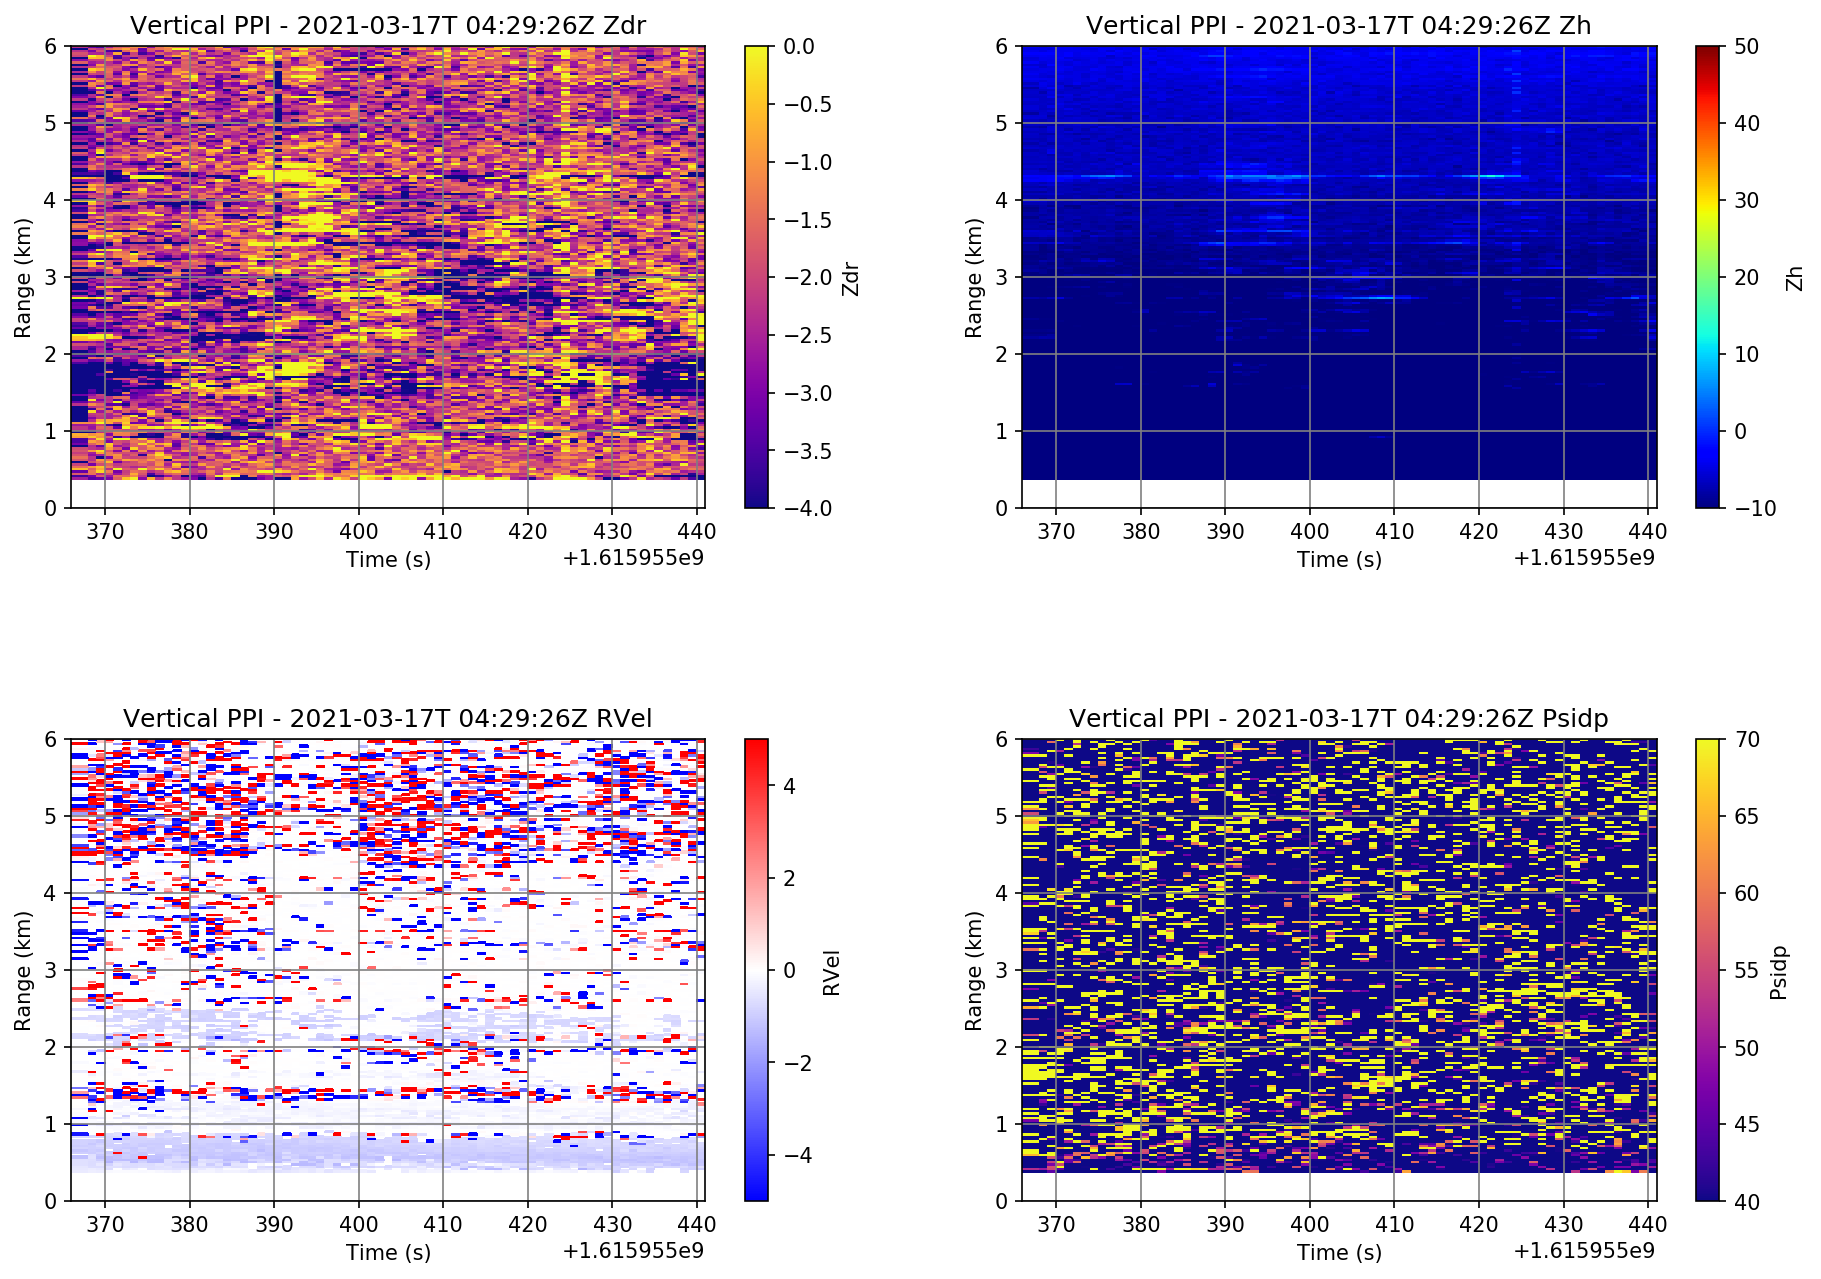 Vertical PPI - 2021-03-17T 04:29:26Z Zdr
6
5
4
3
2
1
0
Range (km)
370 380 390 400 410 420 430 440
Time (s)
+1.615955e9
0.0
−0.5
−1.0
−1.5
−2.0
−2.5
−3.0
−3.5
−4.0
Zdr
Vertical PPI - 2021-03-17T 04:29:26Z Zh
6
5
4
3
2
1
0
Range (km)
370 380 390 400 410 420 430 440
Time (s)
+1.615955e9
50
40
30
20
10
0
−10
Zh
Vertical PPI - 2021-03-17T 04:29:26Z RVel
6
5
4
3
2
1
0
Range (km)
370 380 390 400 410 420 430 440
Time (s)
+1.615955e9
4
2
0
−2
−4
RVel
Vertical PPI - 2021-03-17T 04:29:26Z Psidp
6
5
4
3
2
1
0
Range (km)
370 380 390 400 410 420 430 440
Time (s)
+1.615955e9
70
65
60
55
50
45
40
Psidp